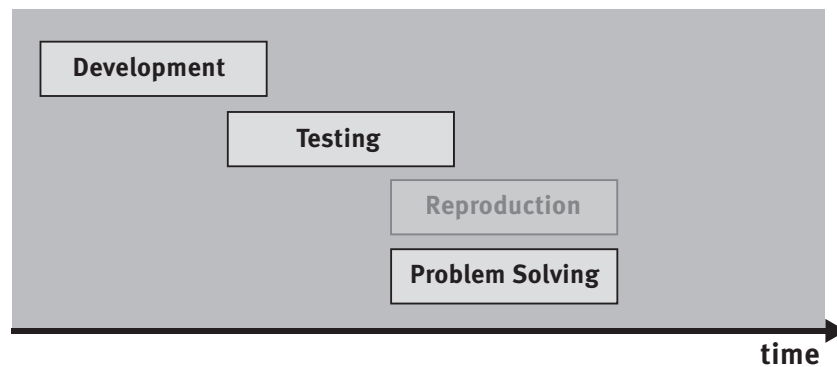 Development
Testing
Reproduction
Problem Solving
time